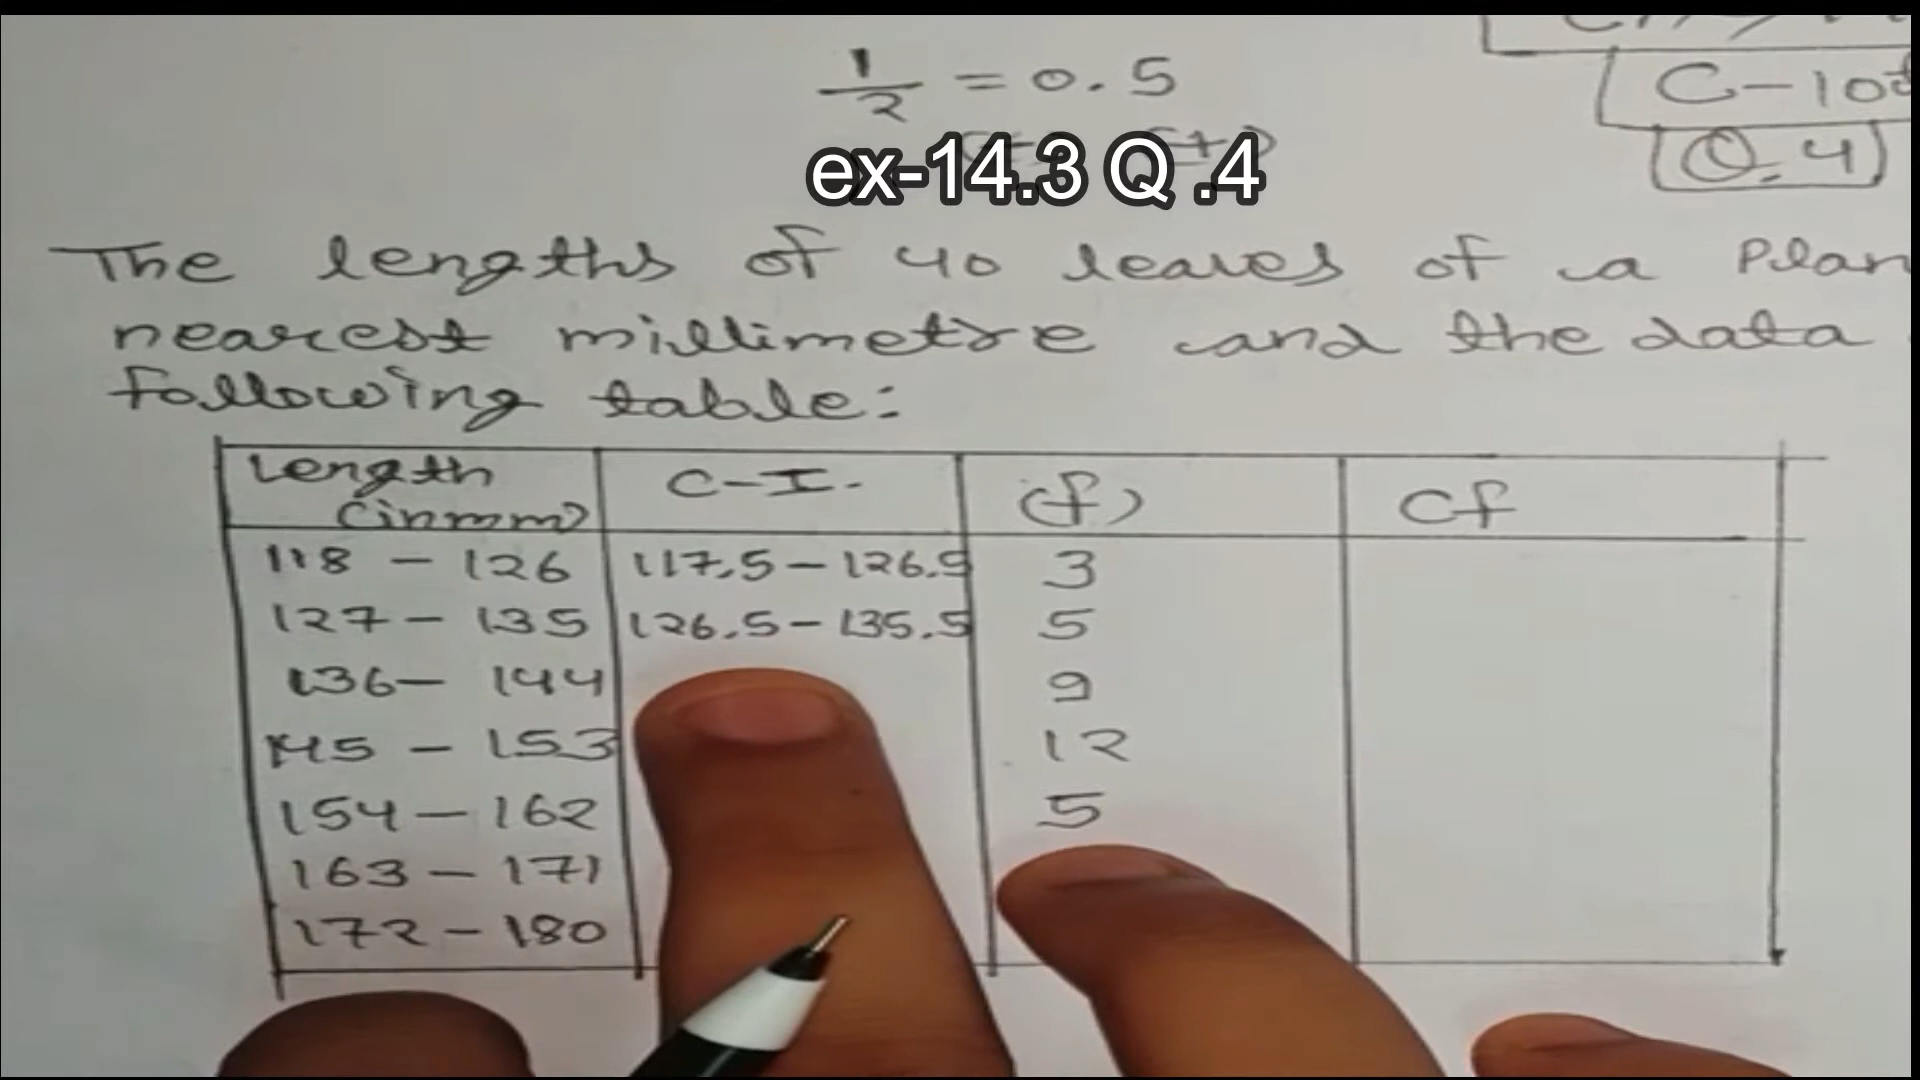 1/2 = 0.5
C-10
ex-14.3 Q .4
Q.4
The lengths of 40 leaves of a Plan
nearest millimetre and the data
following table:
Length (in mm) C-I. (f) Cf
118 - 126 117.5 - 126.5 3
127 - 135 126.5 - 135.5 5
136 - 144 9
145 - 153 12
154 - 162 5
163 - 171
172 - 180